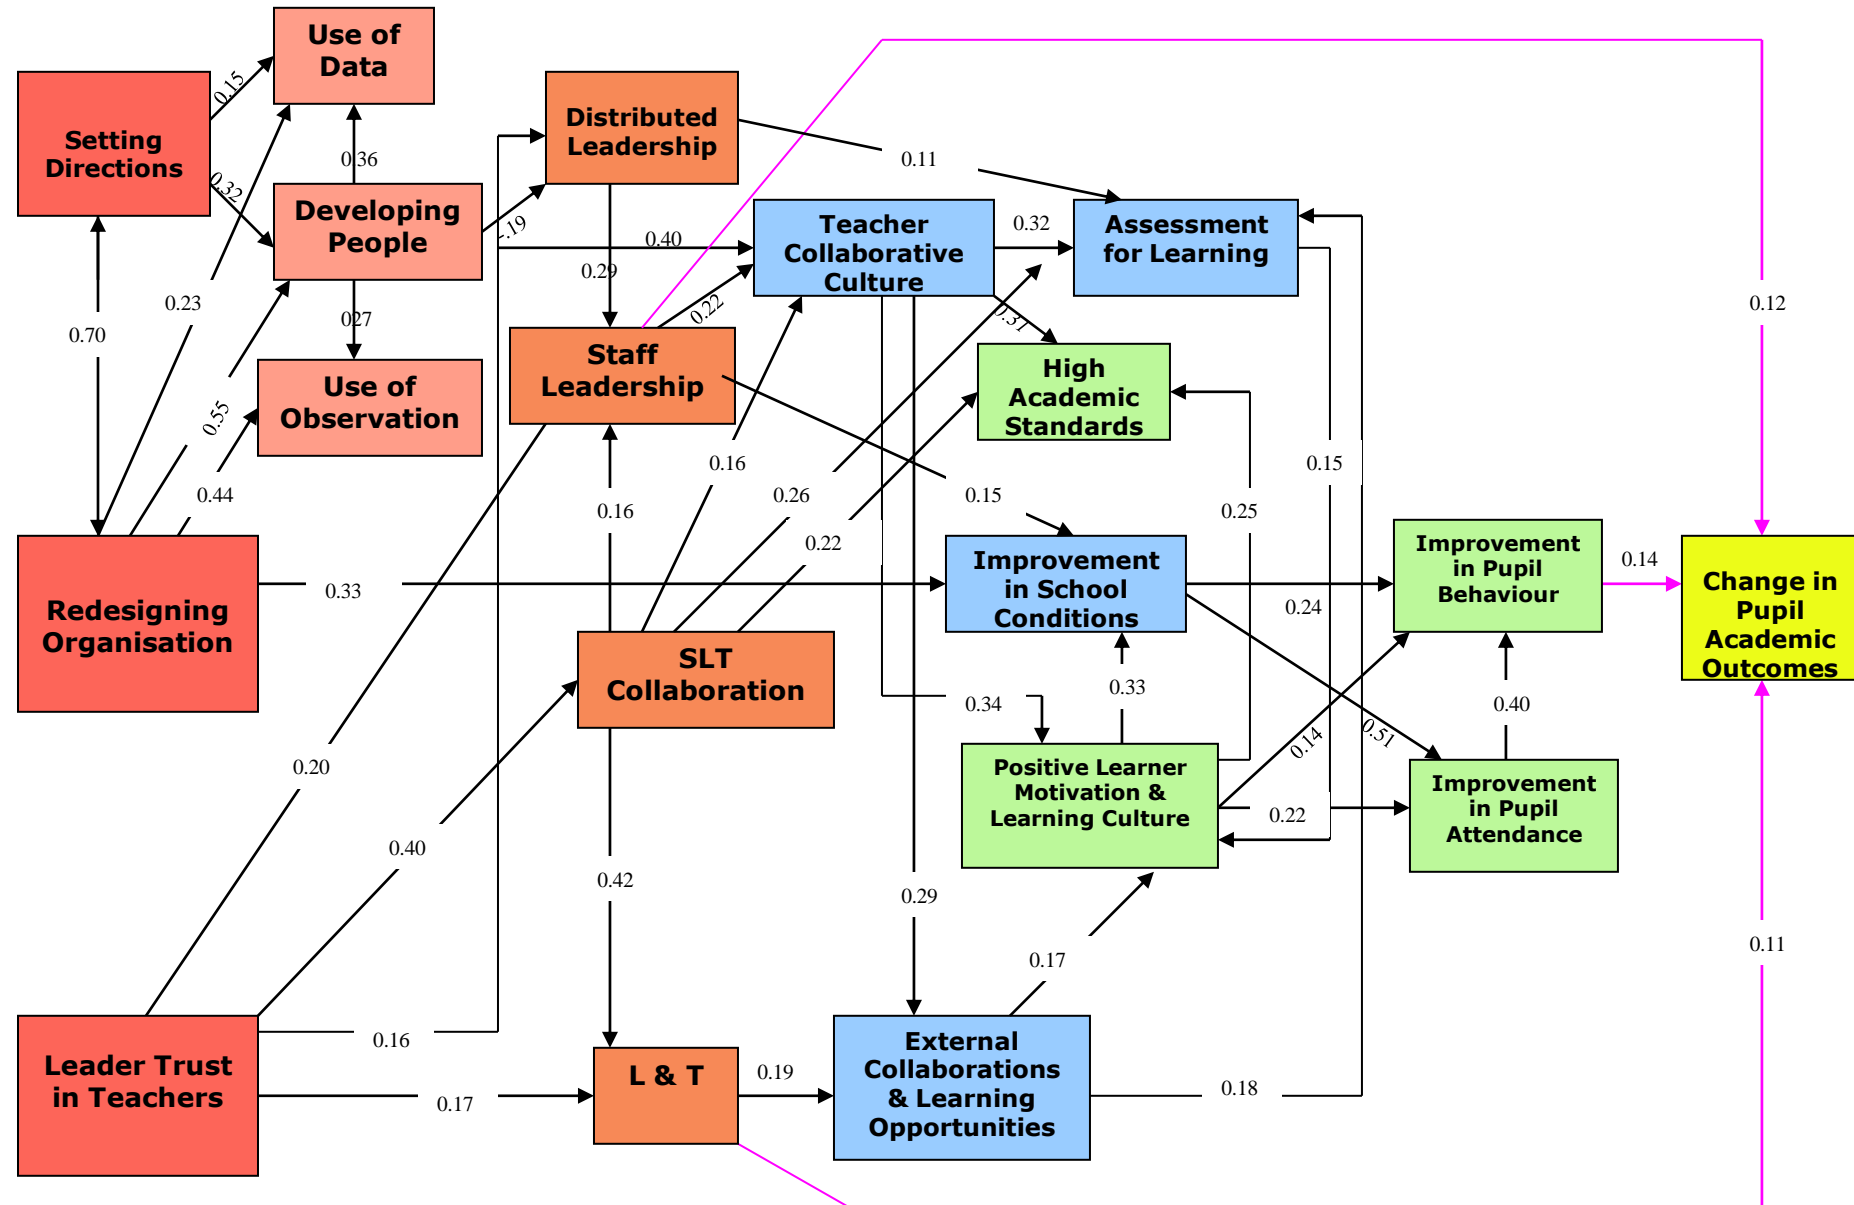 Use of
Data
0.15
Setting
Directions
Distributed
Leadership
0.11
0.36
0.32
Developing
People
-.19
0.40
0.29
Teacher
Collaborative
Culture
0.32
Assessment
for Learning
0.23
0.70
027
0.22
0.31
0.12
Staff
Leadership
High
Academic
Standards
Use of
Observation
0.55
0.44
0.16
0.16
0.26
0.22
0.15
0.25
0.15
Redesigning
Organisation
0.33
Improvement
in School
Conditions
0.24
Improvement
in Pupil
Behaviour
0.14
Change in
Pupil
Academic
Outcomes
SLT
Collaboration
0.34
0.33
0.14
0.51
0.40
0.20
0.40
Positive Learner
Motivation &
Learning Culture
0.22
Improvement
in Pupil
Attendance
0.42
0.29
0.17
0.11
Leader Trust
in Teachers
0.16
0.17
L & T
0.19
External
Collaborations
& Learning
Opportunities
0.18